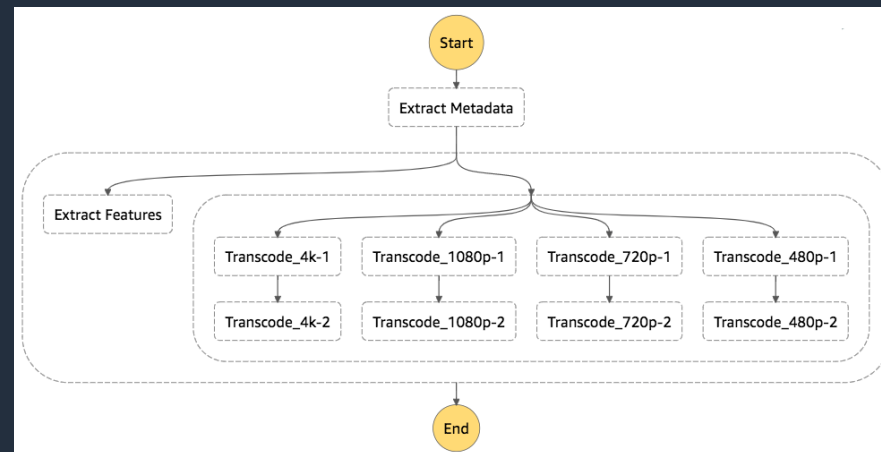 Start
Extract Metadata
Extract Features
Transcode_4k-1
Transcode_1080p-1
Transcode_720p-1
Transcode_480p-1
Transcode_4k-2
Transcode_1080p-2
Transcode_720p-2
Transcode_480p-2
End